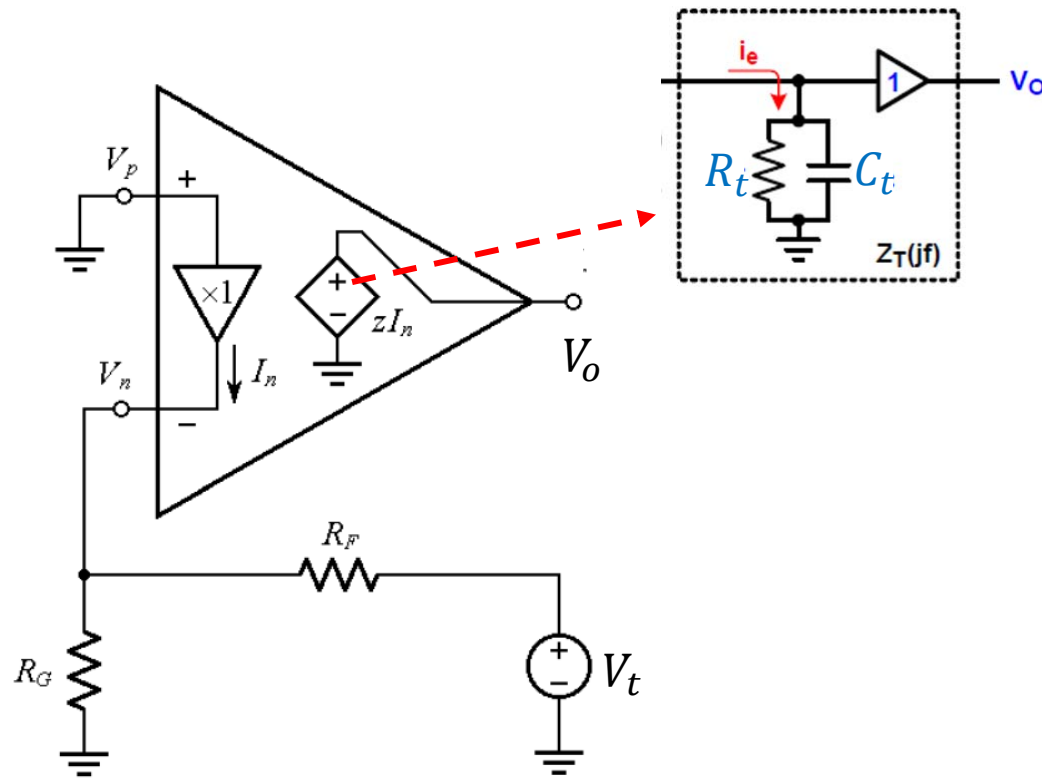 i_e
1
V_O
R_t
C_t
Z_T(jf)
V_p
+
×1
+
−
zI_n
V_o
V_n
I_n
−
R_F
R_G
+
−
V_t